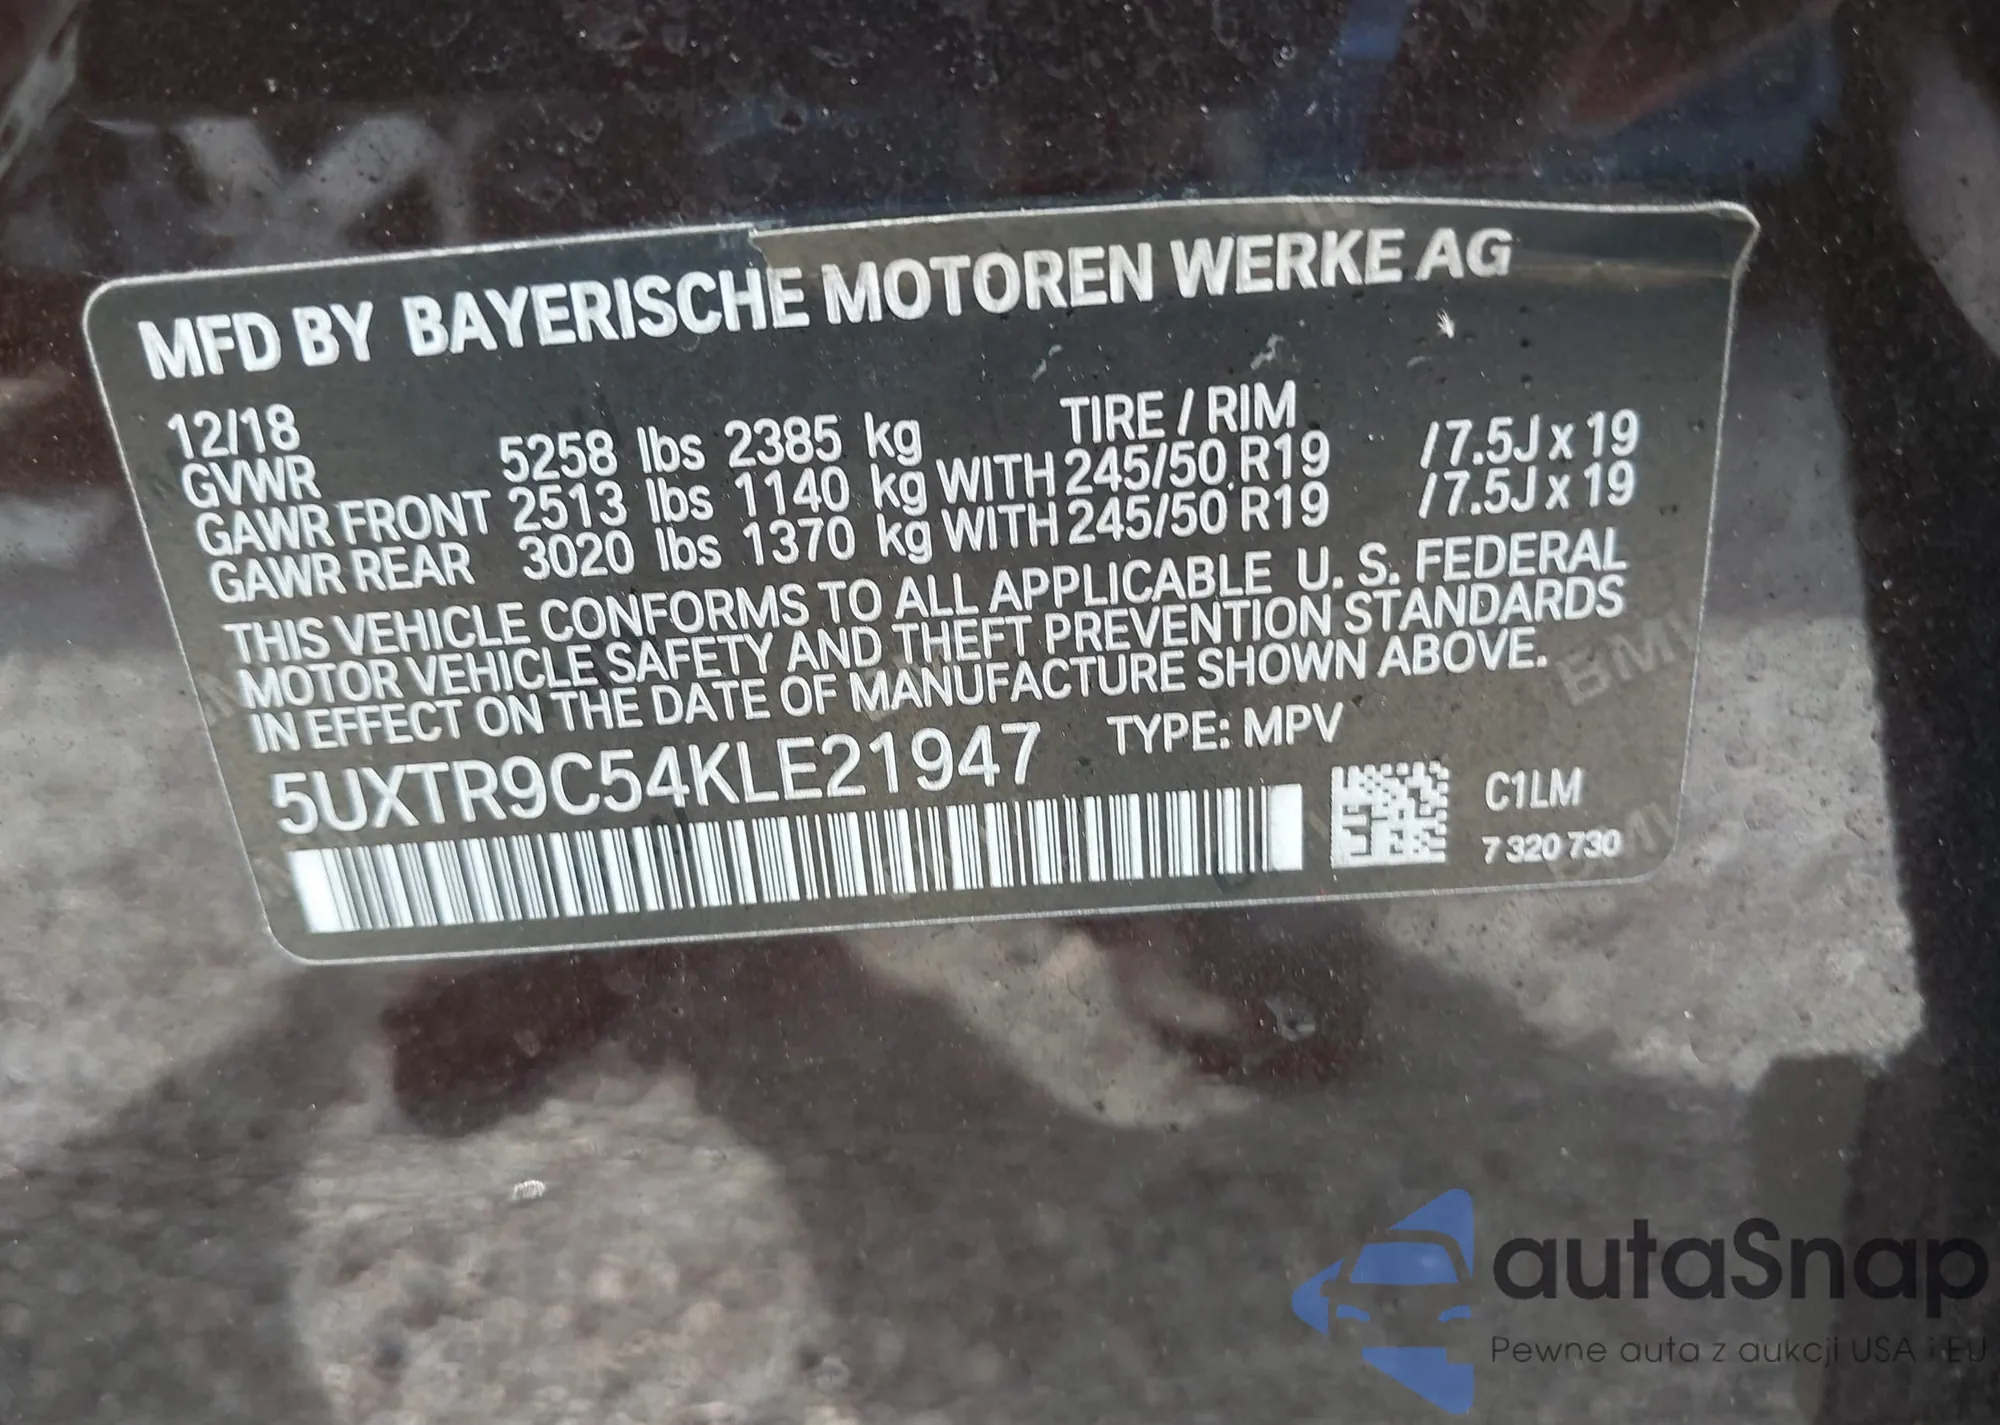 MFD BY BAYERISCHE MOTOREN WERKE AG
12/18 TIRE / RIM
GVWR 5258 lbs 2385 kg
GAWR FRONT 2513 lbs 1140 kg WITH 245/50 R19 /7.5J x 19
GAWR REAR 3020 lbs 1370 kg WITH 245/50 R19 /7.5J x 19
THIS VEHICLE CONFORMS TO ALL APPLICABLE U. S. FEDERAL
MOTOR VEHICLE SAFETY AND THEFT PREVENTION STANDARDS
IN EFFECT ON THE DATE OF MANUFACTURE SHOWN ABOVE.
5UXTR9C54KLE21947 TYPE: MPV
C1LM
7 320 730
autaSnap
Pewne auta z aukcji USA i EU